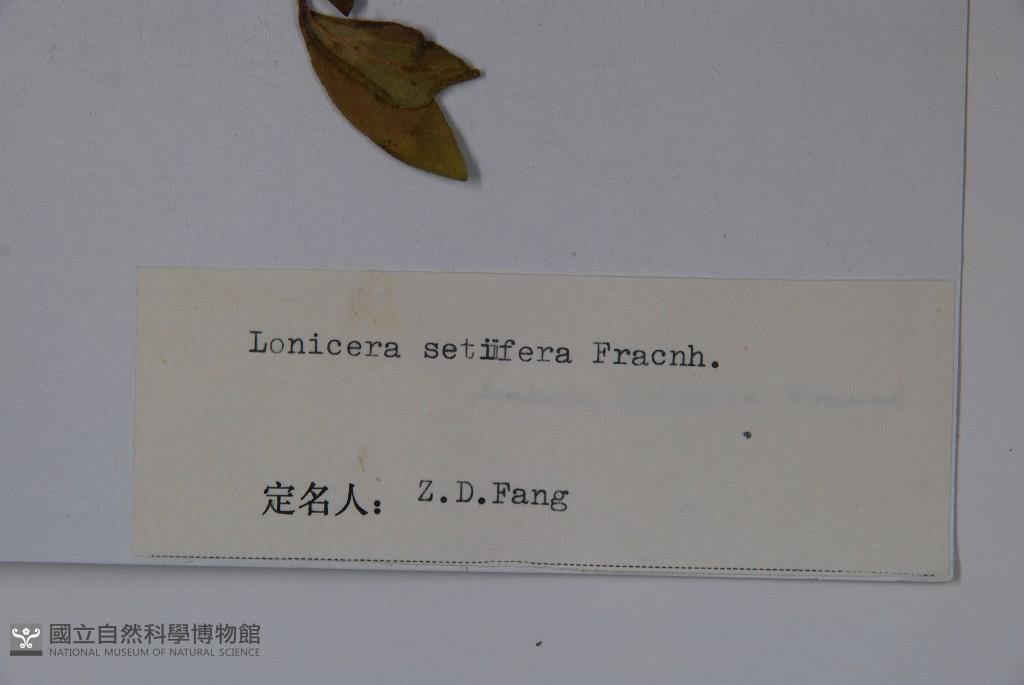 Lonicera setiifera Fracnh.
定名人: Z.D.Fang
國立自然科學博物館
NATIONAL MUSEUM OF NATURAL SCIENCE